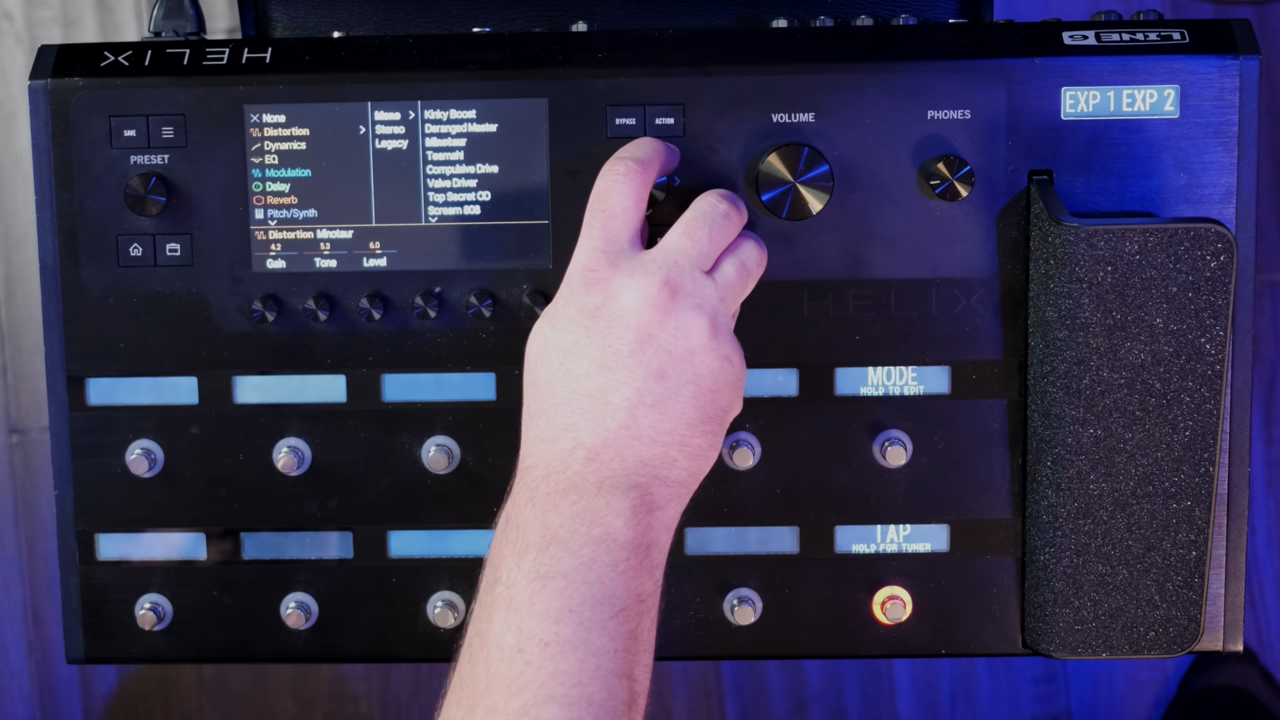 HELIX
LINE 6
EXP 1 EXP 2
SAVE
PRESET
None
Distortion
Dynamics
EQ
Modulation
Delay
Reverb
Pitch/Synth
Mono
Stereo
Legacy
Kinky Boost
Deranged Master
Minotaur
Teemah!
Compulsive Drive
Valve Driver
Top Secret OD
Scream 808
Distortion Minotaur
4.2 5.3 6.0
Gain Tone Level
BYPASS ACTION
VOLUME
PHONES
HELIX
MODE
HOLD TO EDIT
TAP
HOLD FOR TUNER